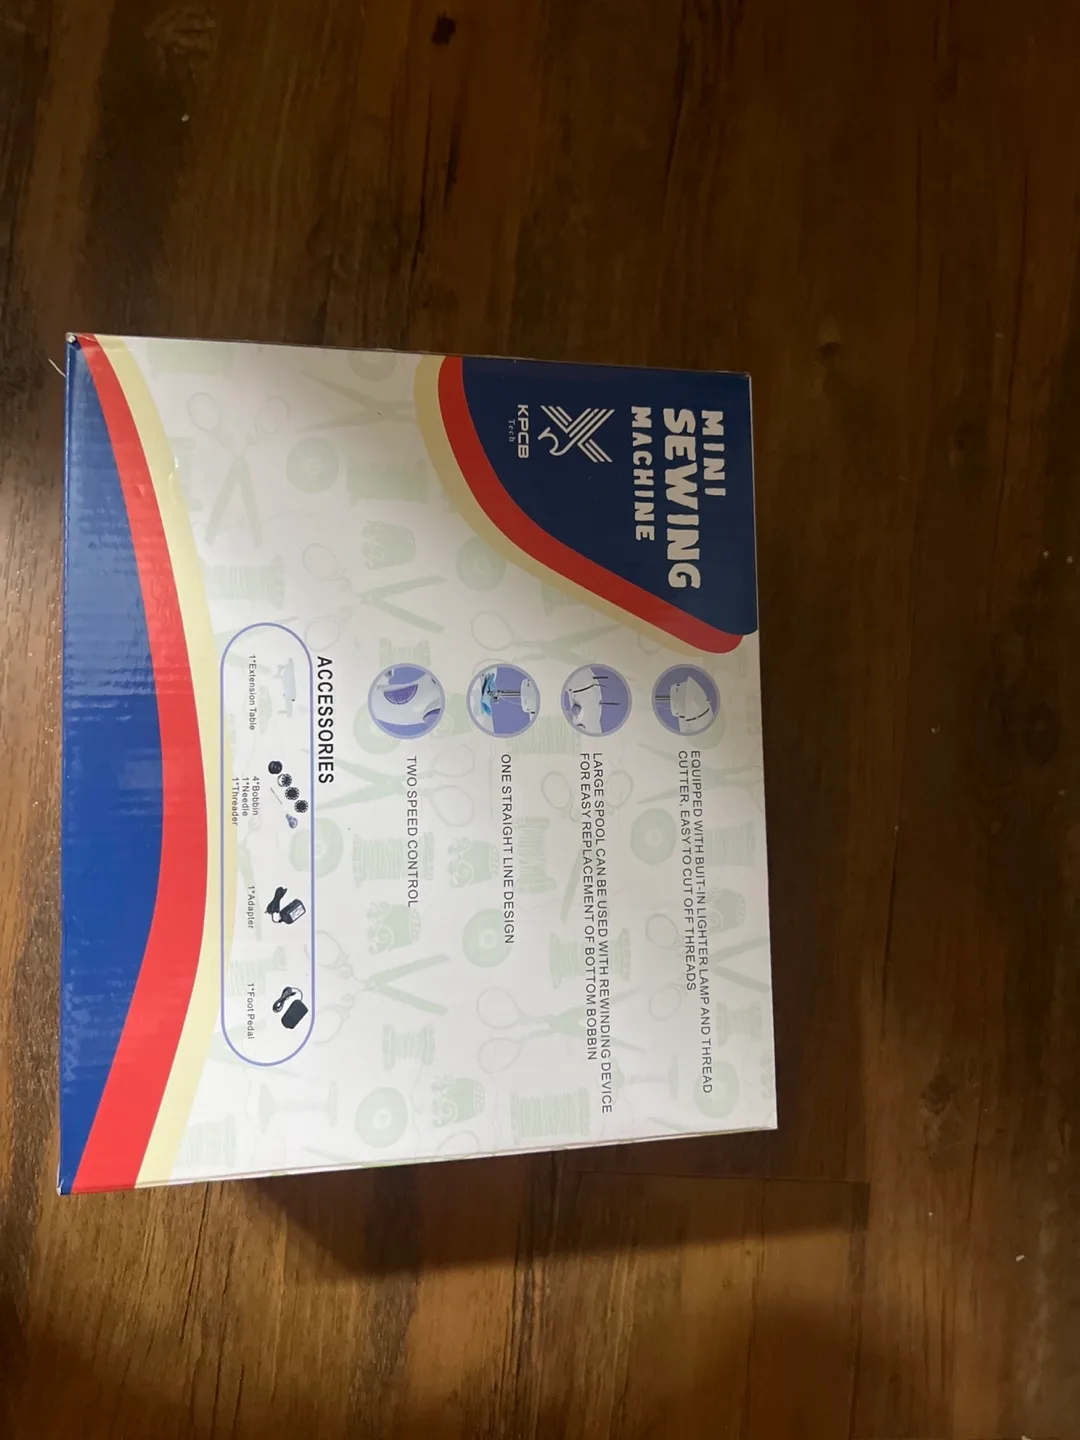 MINI
SEWING
MACHINE
KPCB
Tech
EQUIPPED WITH BUIT-IN LIGHTER LAMP AND THREAD
CUTTER, EASY TO CUT OFF THREADS
LARGE SPOOL CAN BE USED WITH REWINDING DEVICE
FOR EASY REPLACEMENT OF BOTTOM BOBBIN
ONE STRAIGHT LINE DESIGN
TWO SPEED CONTROL
ACCESSORIES
1*Extension Table
4*Bobbin
1*Needle
1*Threader
1*Adapter
1*Foot Pedal